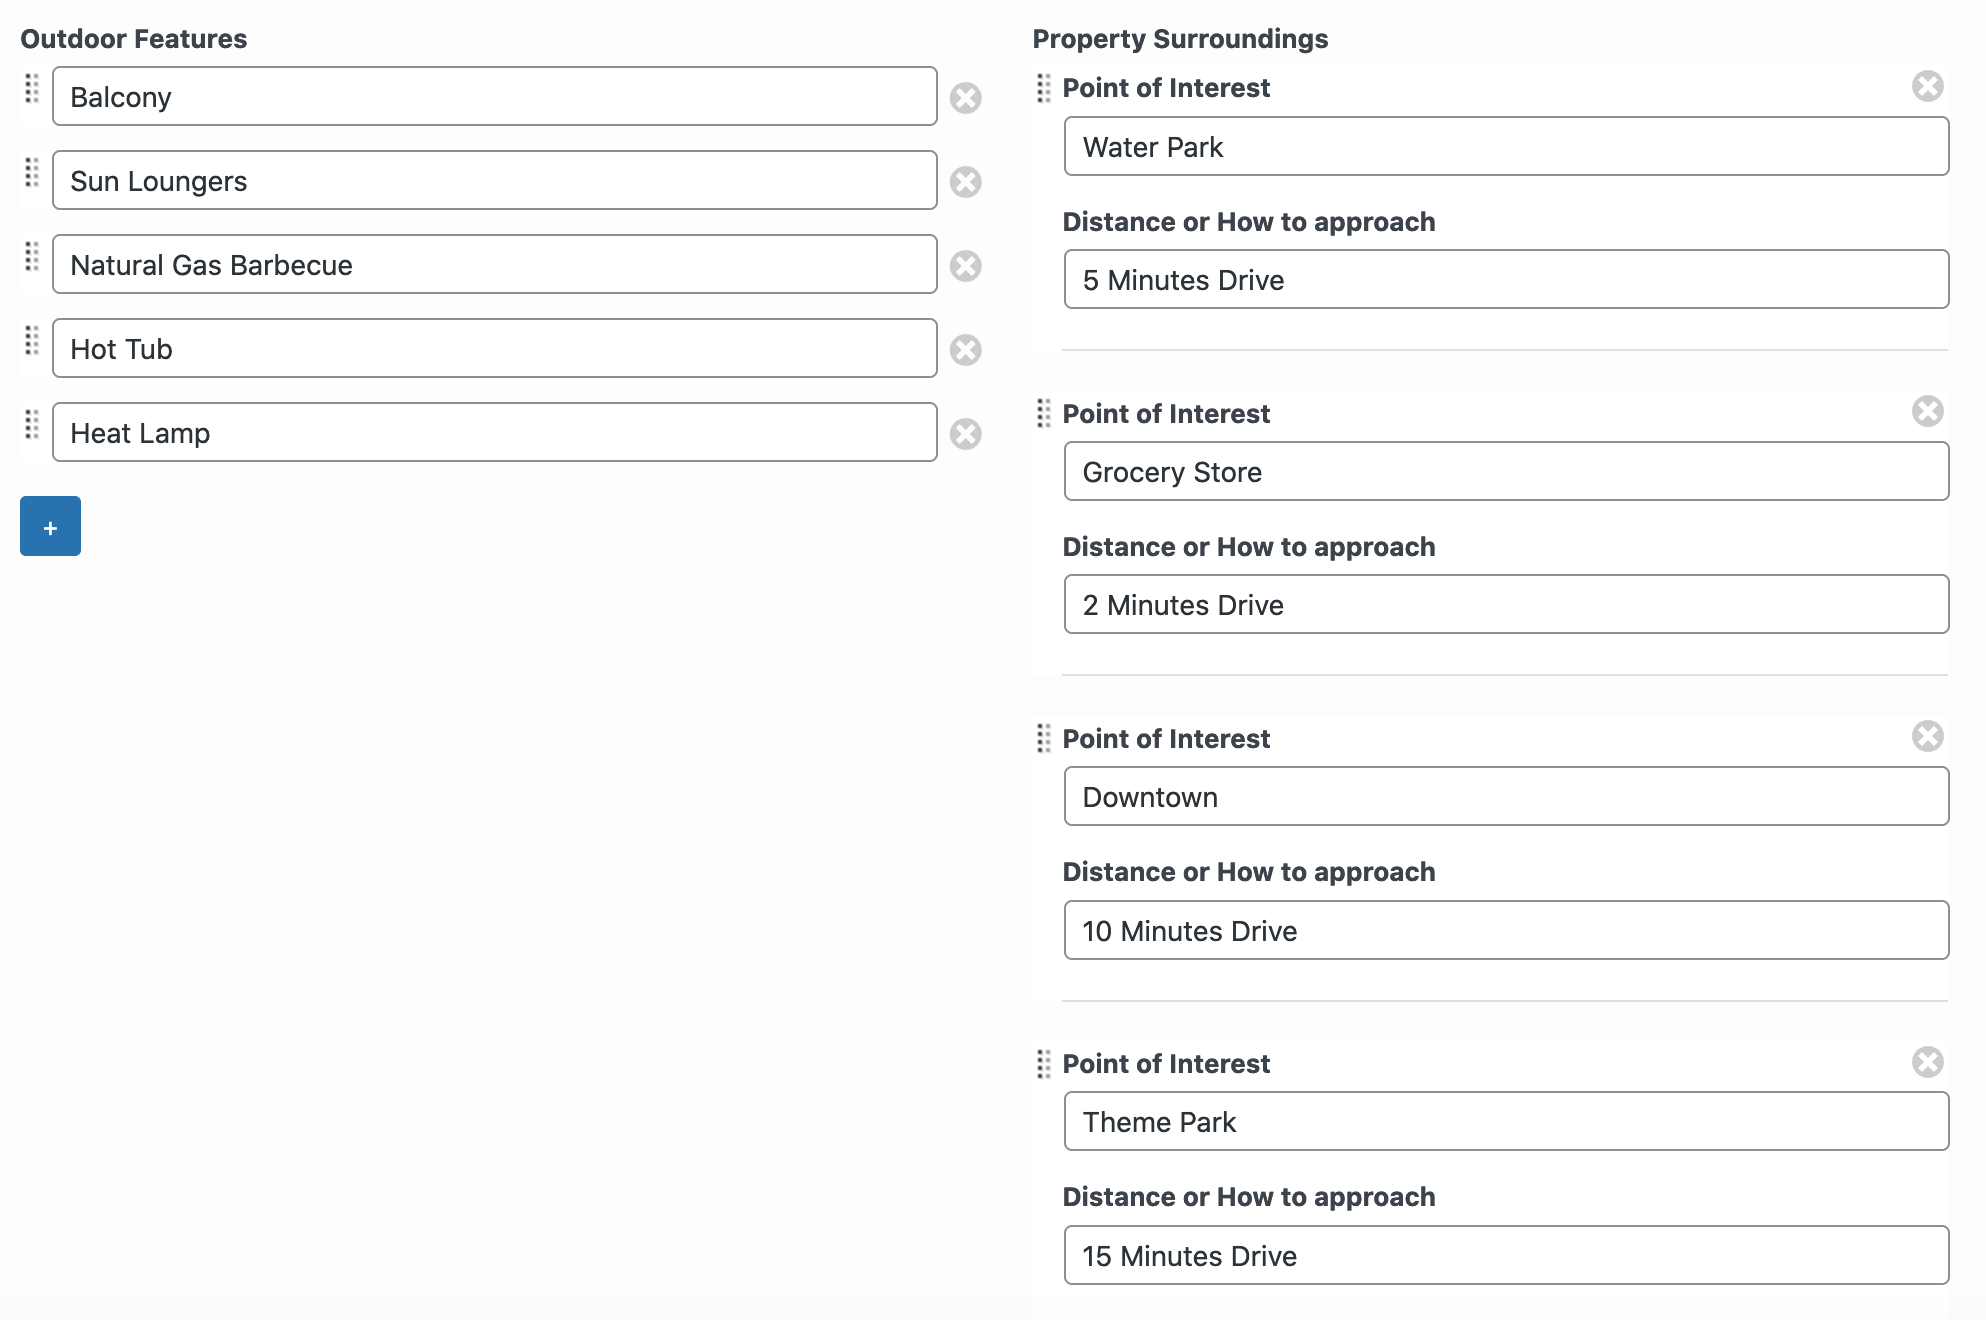 Outdoor Features
Balcony
Sun Loungers
Natural Gas Barbecue
Hot Tub
Heat Lamp
+
Property Surroundings
Point of Interest
Water Park
Distance or How to approach
5 Minutes Drive
Point of Interest
Grocery Store
Distance or How to approach
2 Minutes Drive
Point of Interest
Downtown
Distance or How to approach
10 Minutes Drive
Point of Interest
Theme Park
Distance or How to approach
15 Minutes Drive